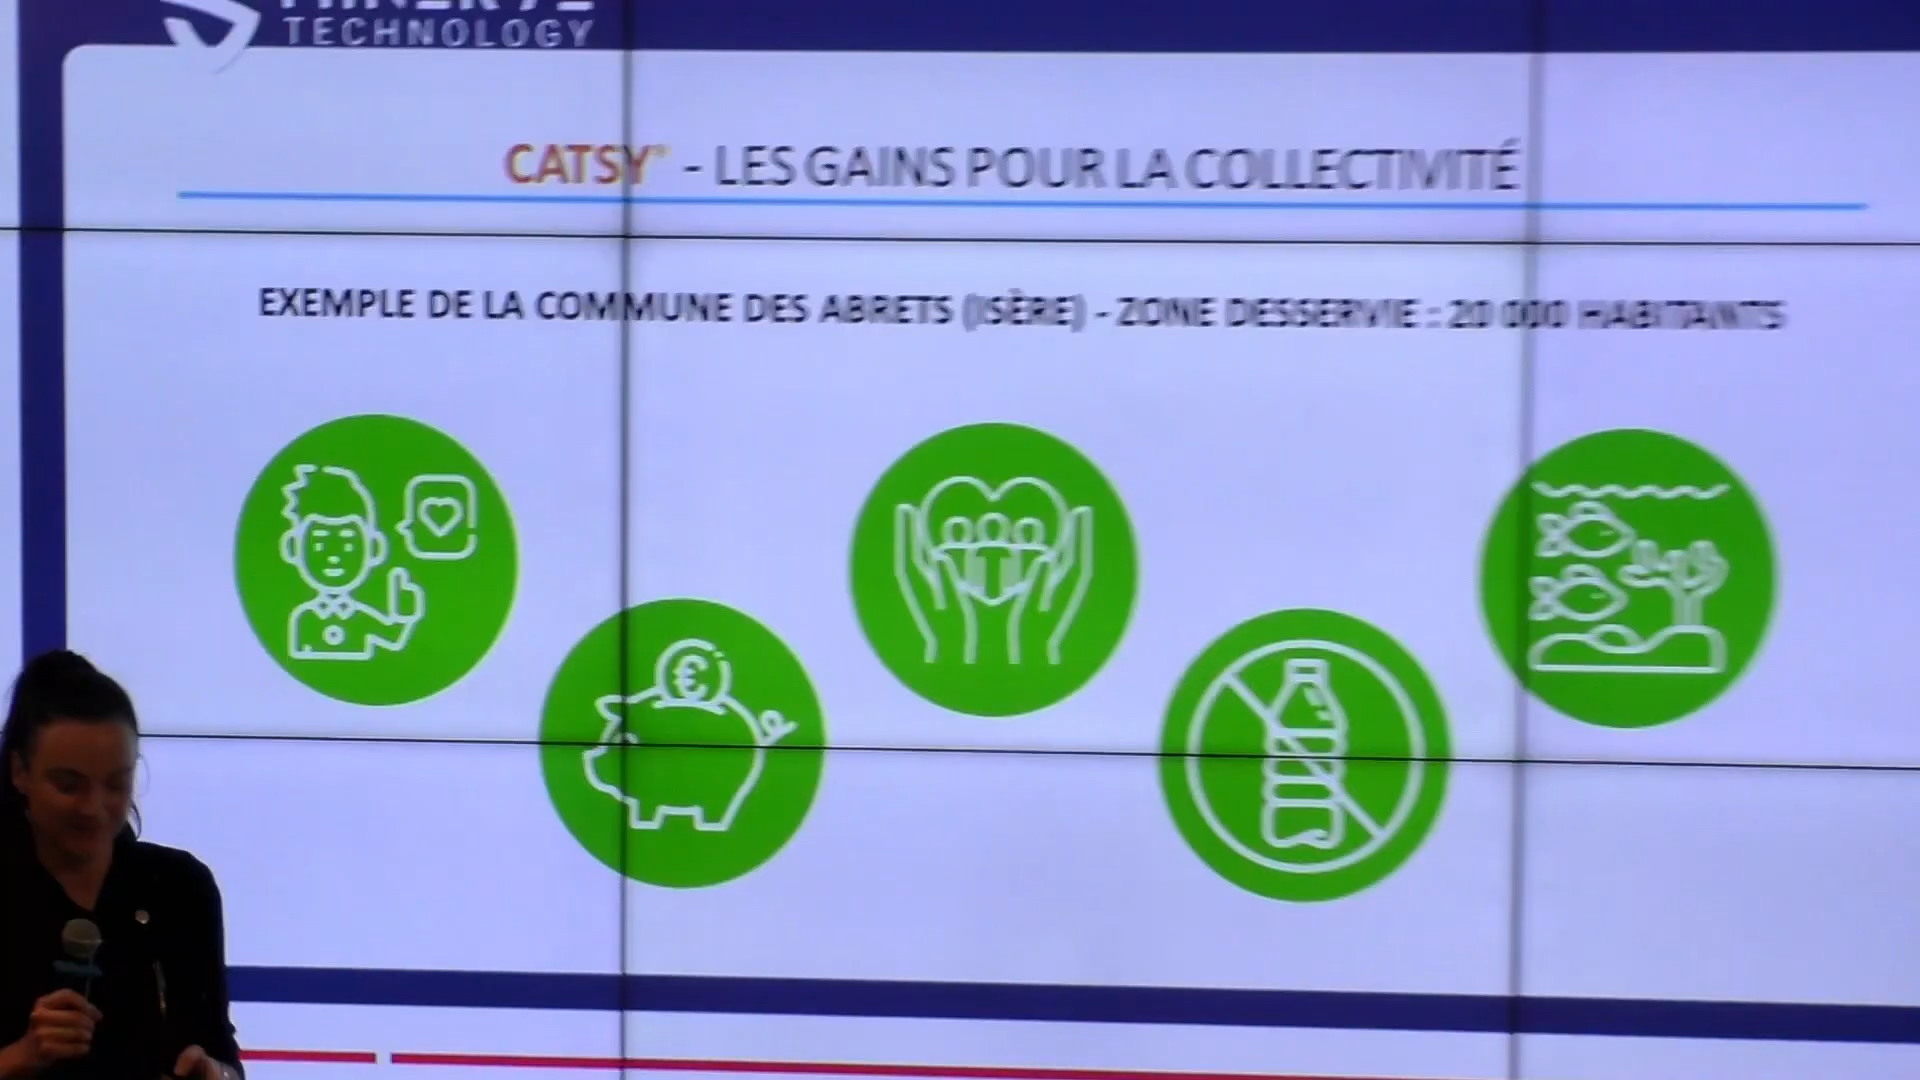 TECHNOLOGY
CATSY® - LES GAINS POUR LA COLLECTIVITÉ
EXEMPLE DE LA COMMUNE DES ABRETS (ISÈRE) - ZONE DESSERVIE : 20 000 HABITANTS
€